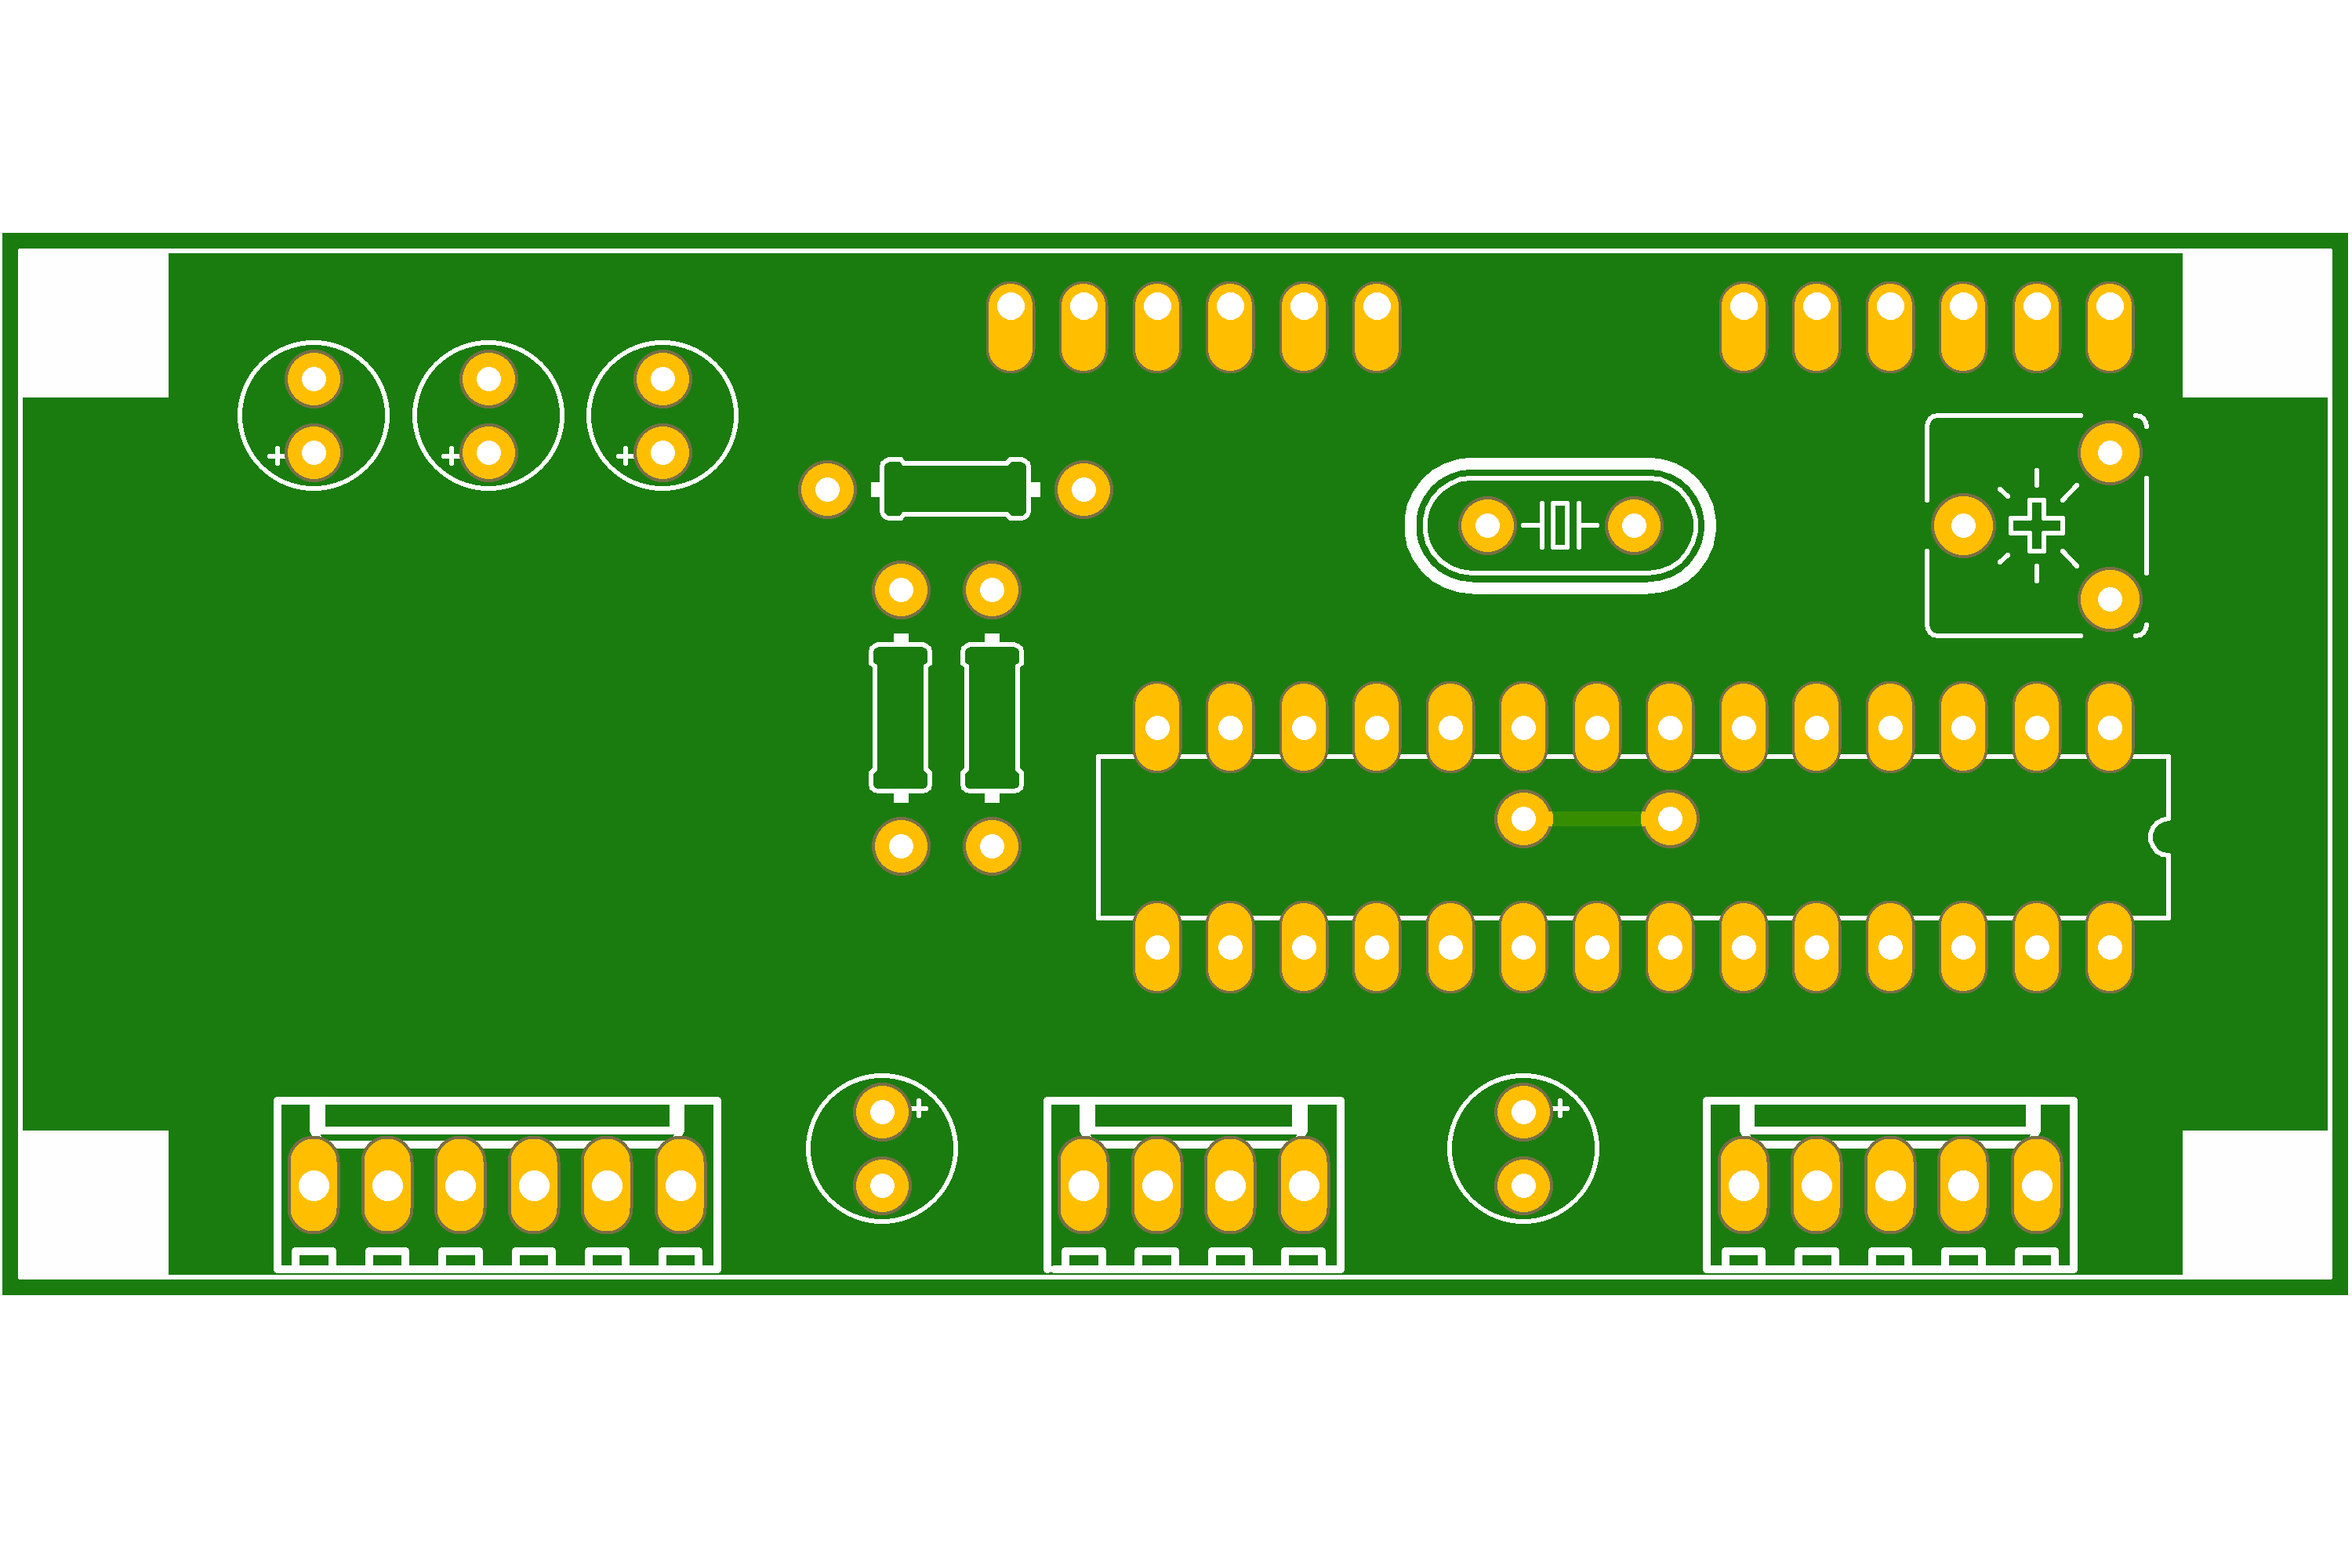 + + +
+ +